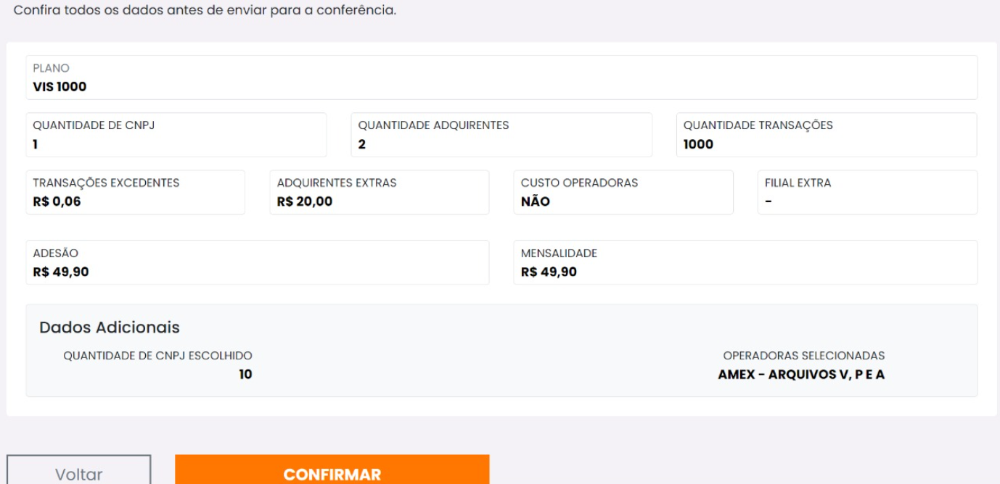 Confira todos os dados antes de enviar para a conferência.
PLANO
VIS 1000
QUANTIDADE DE CNPJ
1
QUANTIDADE ADQUIRENTES
2
QUANTIDADE TRANSAÇÕES
1000
TRANSAÇÕES EXCEDENTES
R$ 0,06
ADQUIRENTES EXTRAS
R$ 20,00
CUSTO OPERADORAS
NÃO
FILIAL EXTRA
-
ADESÃO
R$ 49,90
MENSALIDADE
R$ 49,90
Dados Adicionais
QUANTIDADE DE CNPJ ESCOLHIDO
10
OPERADORAS SELECIONADAS
AMEX - ARQUIVOS V, P E A
Voltar
CONFIRMAR